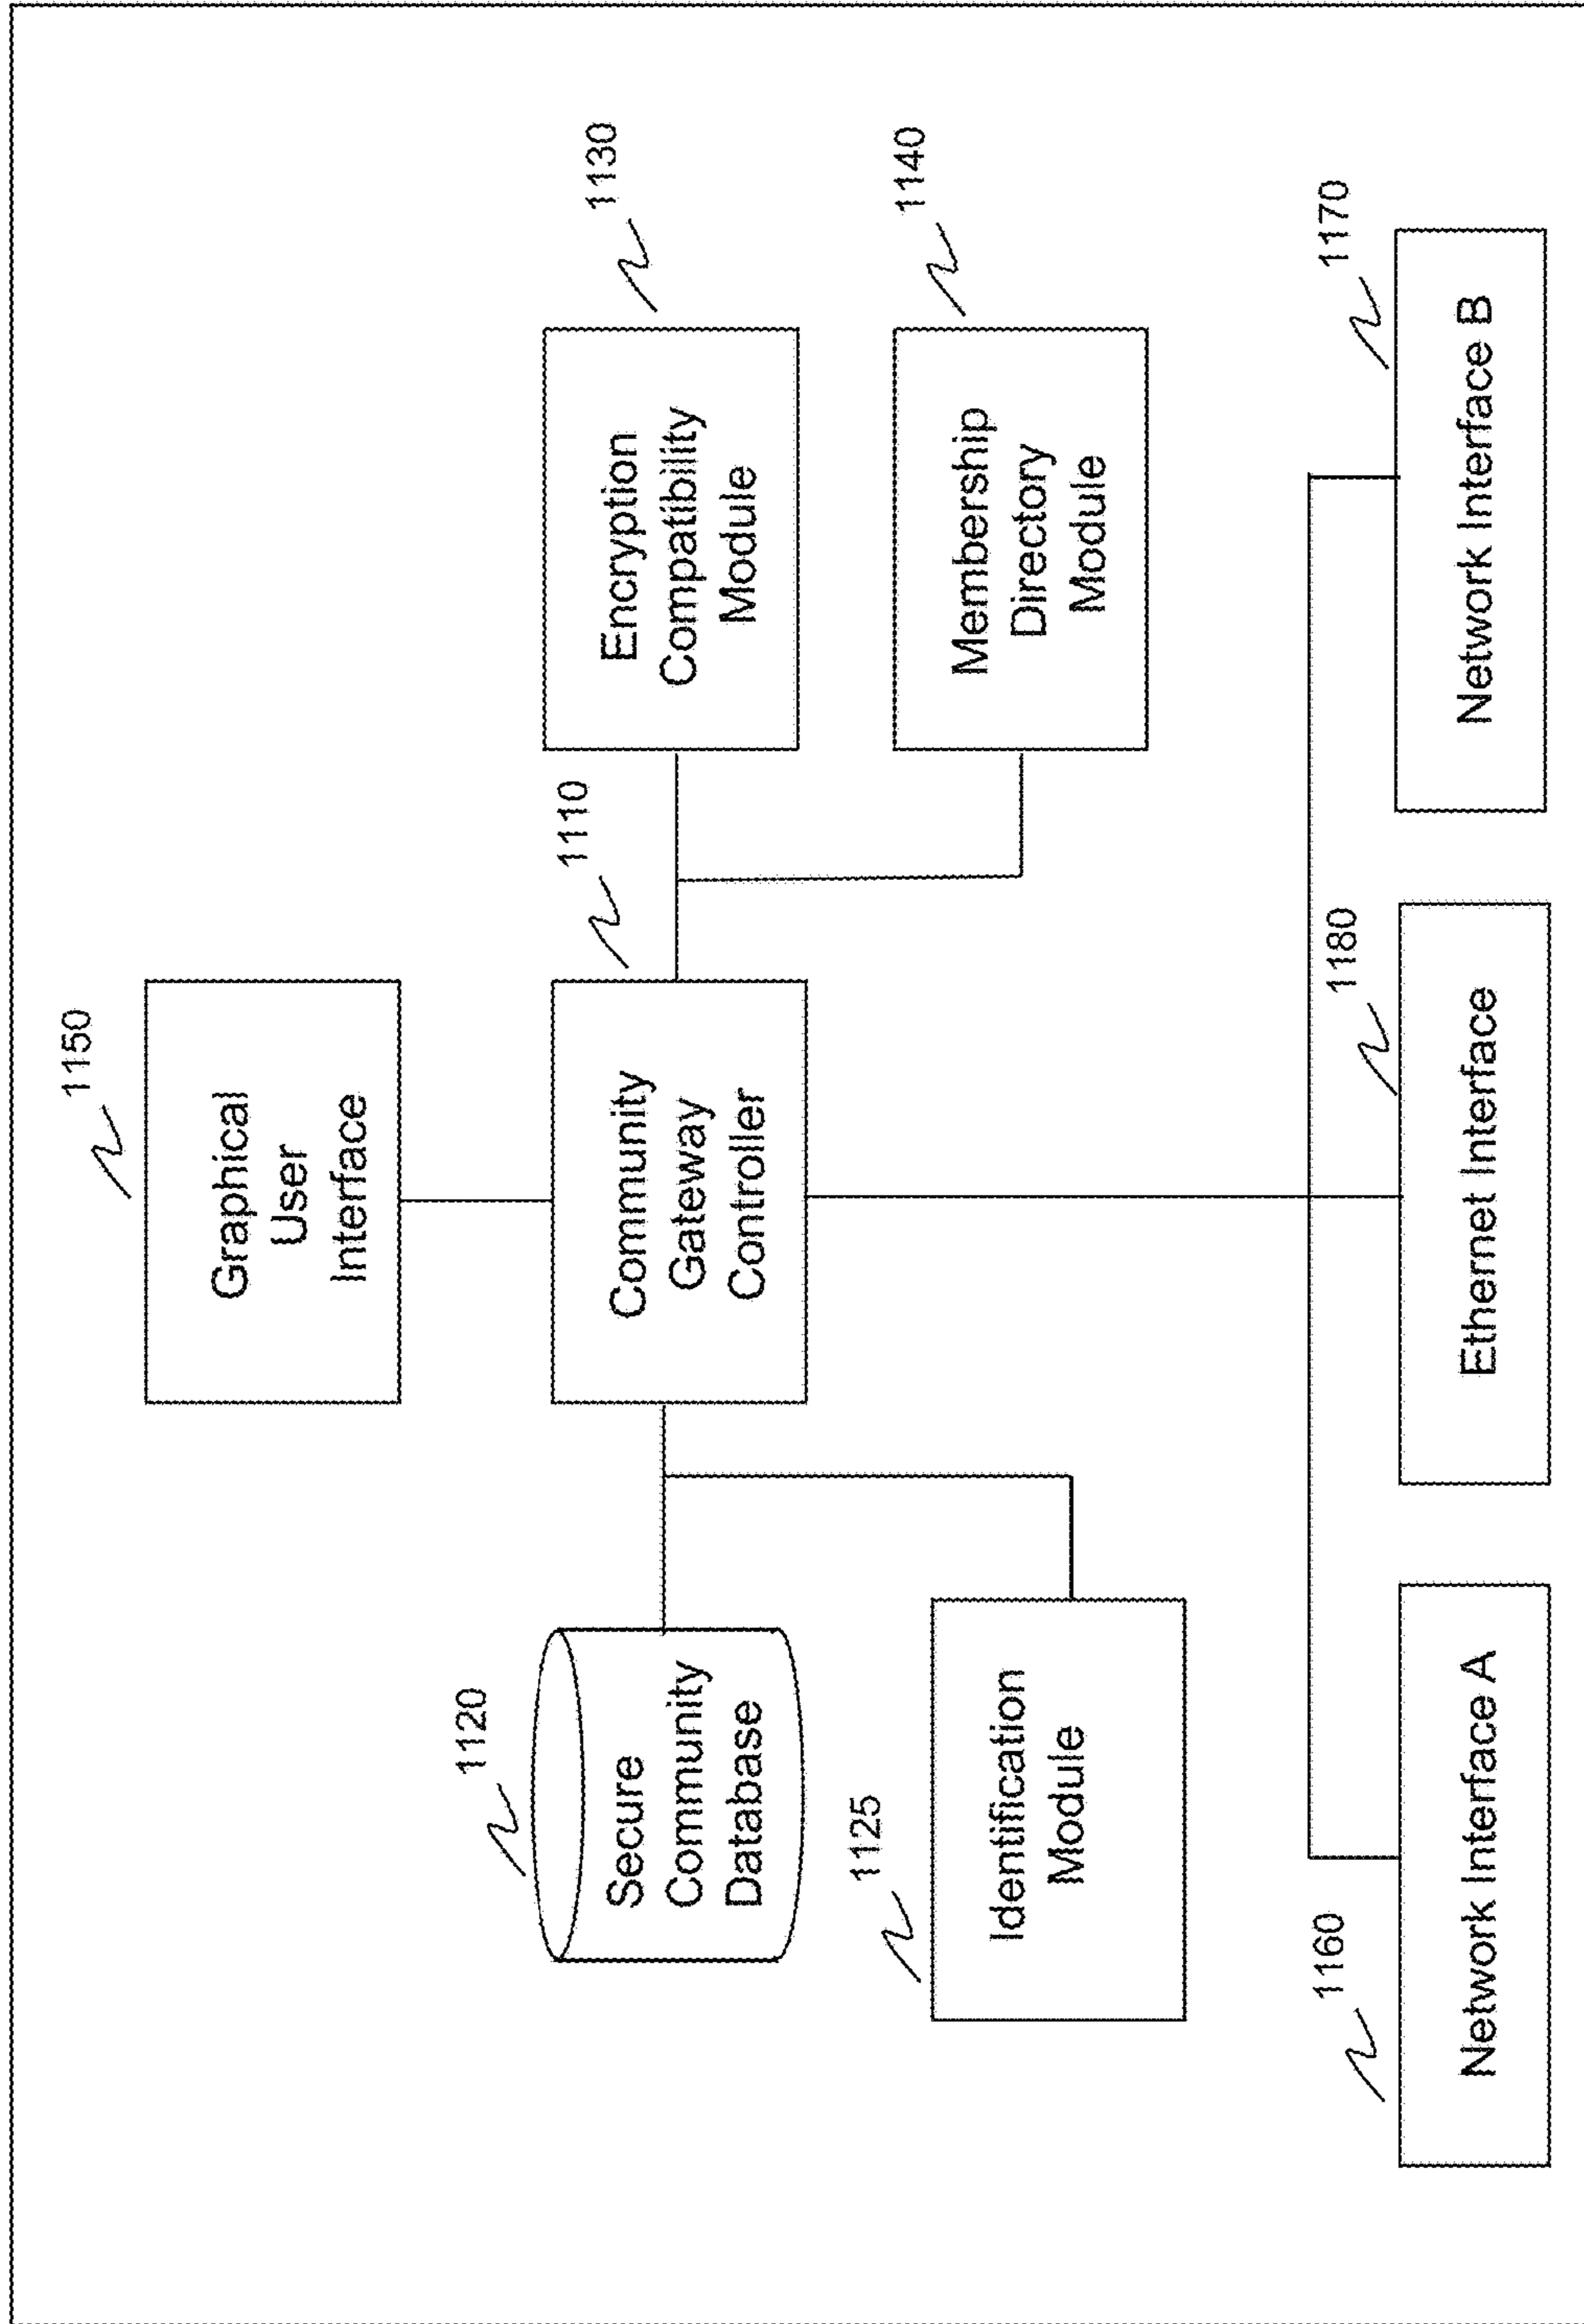 1150
Graphical
User
Interface
1120
Secure
Community
Database
1110
Community
Gateway
Controller
1130
Encryption
Compatibility
Module
1125
Identification
Module
1140
Membership
Directory
Module
1160
Network Interface A
1180
Ethernet Interface
1170
Network Interface B